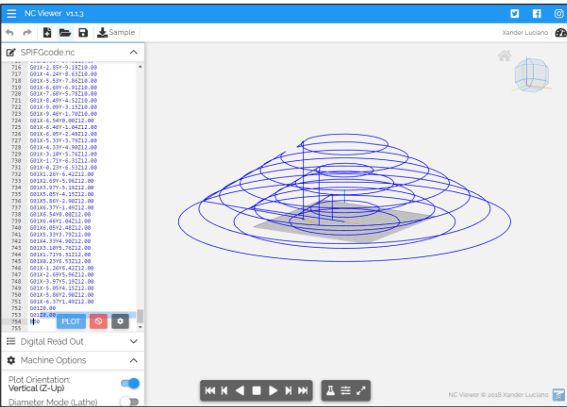 NC Viewer v1.1.3
Sample
Xander Luciano
SPIFGcode.nc
716 G01X-2.85Y-9.18Z10.00
717 G01X-4.24Y-8.63Z10.00
718 G01X-5.53Y-7.86Z10.00
719 G01X-6.69Y-6.91Z10.00
720 G01X-7.68Y-5.79Z10.00
721 G01X-8.49Y-4.52Z10.00
722 G01X-9.09Y-3.15Z10.00
723 G01X-9.46Y-1.70Z10.00
724 G01X-6.54Y0.00Z12.00
725 G01X-6.46Y-1.04Z12.00
726 G01X-6.05Y-2.48Z12.00
727 G01X-5.33Y-3.79Z12.00
728 G01X-4.33Y-4.90Z12.00
729 G01X-3.10Y-5.76Z12.00
730 G01X-1.71Y-6.31Z12.00
731 G01X-0.23Y-6.53Z12.00
732 G01X1.26Y-6.42Z12.00
733 G01X2.69Y-5.96Z12.00
734 G01X3.97Y-5.19Z12.00
735 G01X5.05Y-4.15Z12.00
736 G01X5.86Y-2.90Z12.00
737 G01X6.37Y-1.49Z12.00
738 G01X6.54Y0.00Z12.00
739 G01X6.46Y1.04Z12.00
740 G01X6.05Y2.48Z12.00
741 G01X5.33Y3.79Z12.00
742 G01X4.33Y4.90Z12.00
743 G01X3.10Y5.76Z12.00
744 G01X1.71Y6.31Z12.00
745 G01X0.23Y6.53Z12.00
746 G01X-1.26Y6.42Z12.00
747 G01X-2.69Y5.96Z12.00
748 G01X-3.97Y5.19Z12.00
749 G01X-5.05Y4.15Z12.00
750 G01X-5.86Y2.90Z12.00
751 G01X-6.37Y1.49Z12.00
752 G01Z8.00
753 G01Z8.00
754
755
PLOT
Digital Read Out
Machine Options
Plot Orientation:
Vertical (Z-Up)
Diameter Mode (Lathe)
NC Viewer © 2018 Xander Luciano